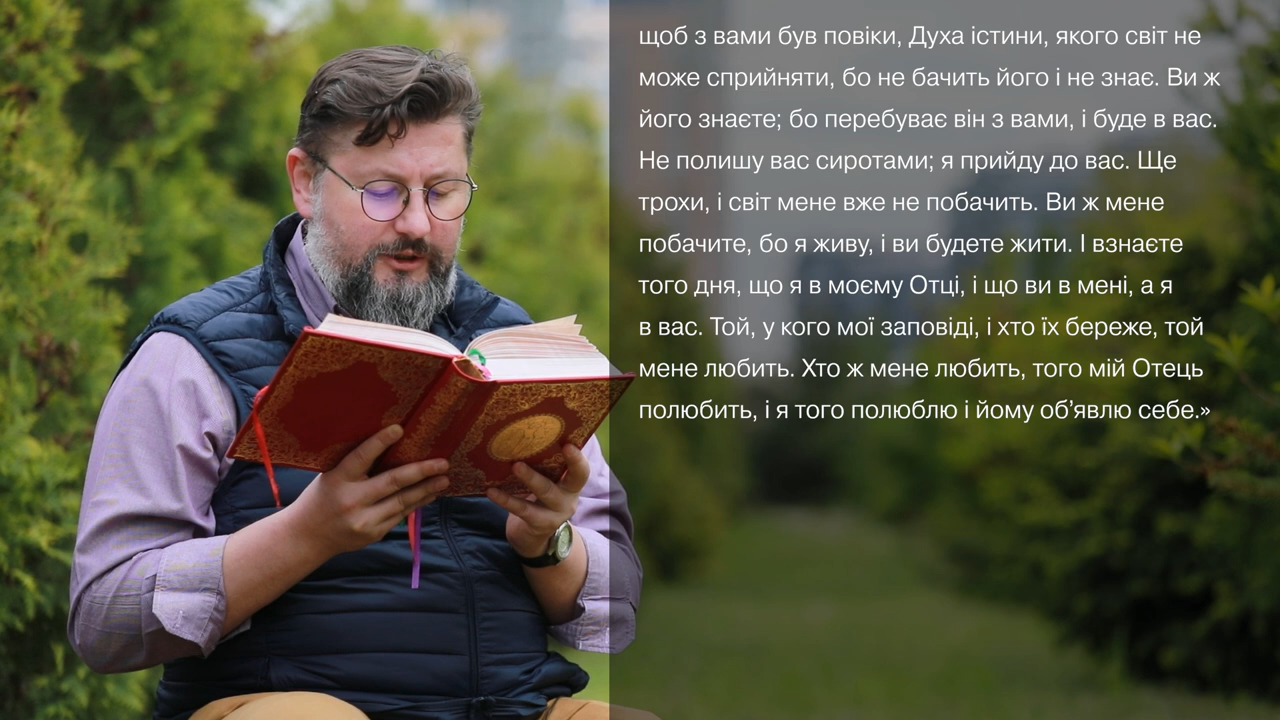 щоб з вами був повіки, Духа істини, якого світ не
може сприйняти, бо не бачить його і не знає. Ви ж
його знаєте; бо перебуває він з вами, і буде в вас.
Не полишу вас сиротами; я прийду до вас. Ще
трохи, і світ мене вже не побачить. Ви ж мене
побачите, бо я живу, і ви будете жити. І взнаєте
того дня, що я в моєму Отці, і що ви в мені, а я
в вас. Той, у кого мої заповіді, і хто їх береже, той
мене любить. Хто ж мене любить, того мій Отець
полюбить, і я того полюблю і йому об’явлю себе.»